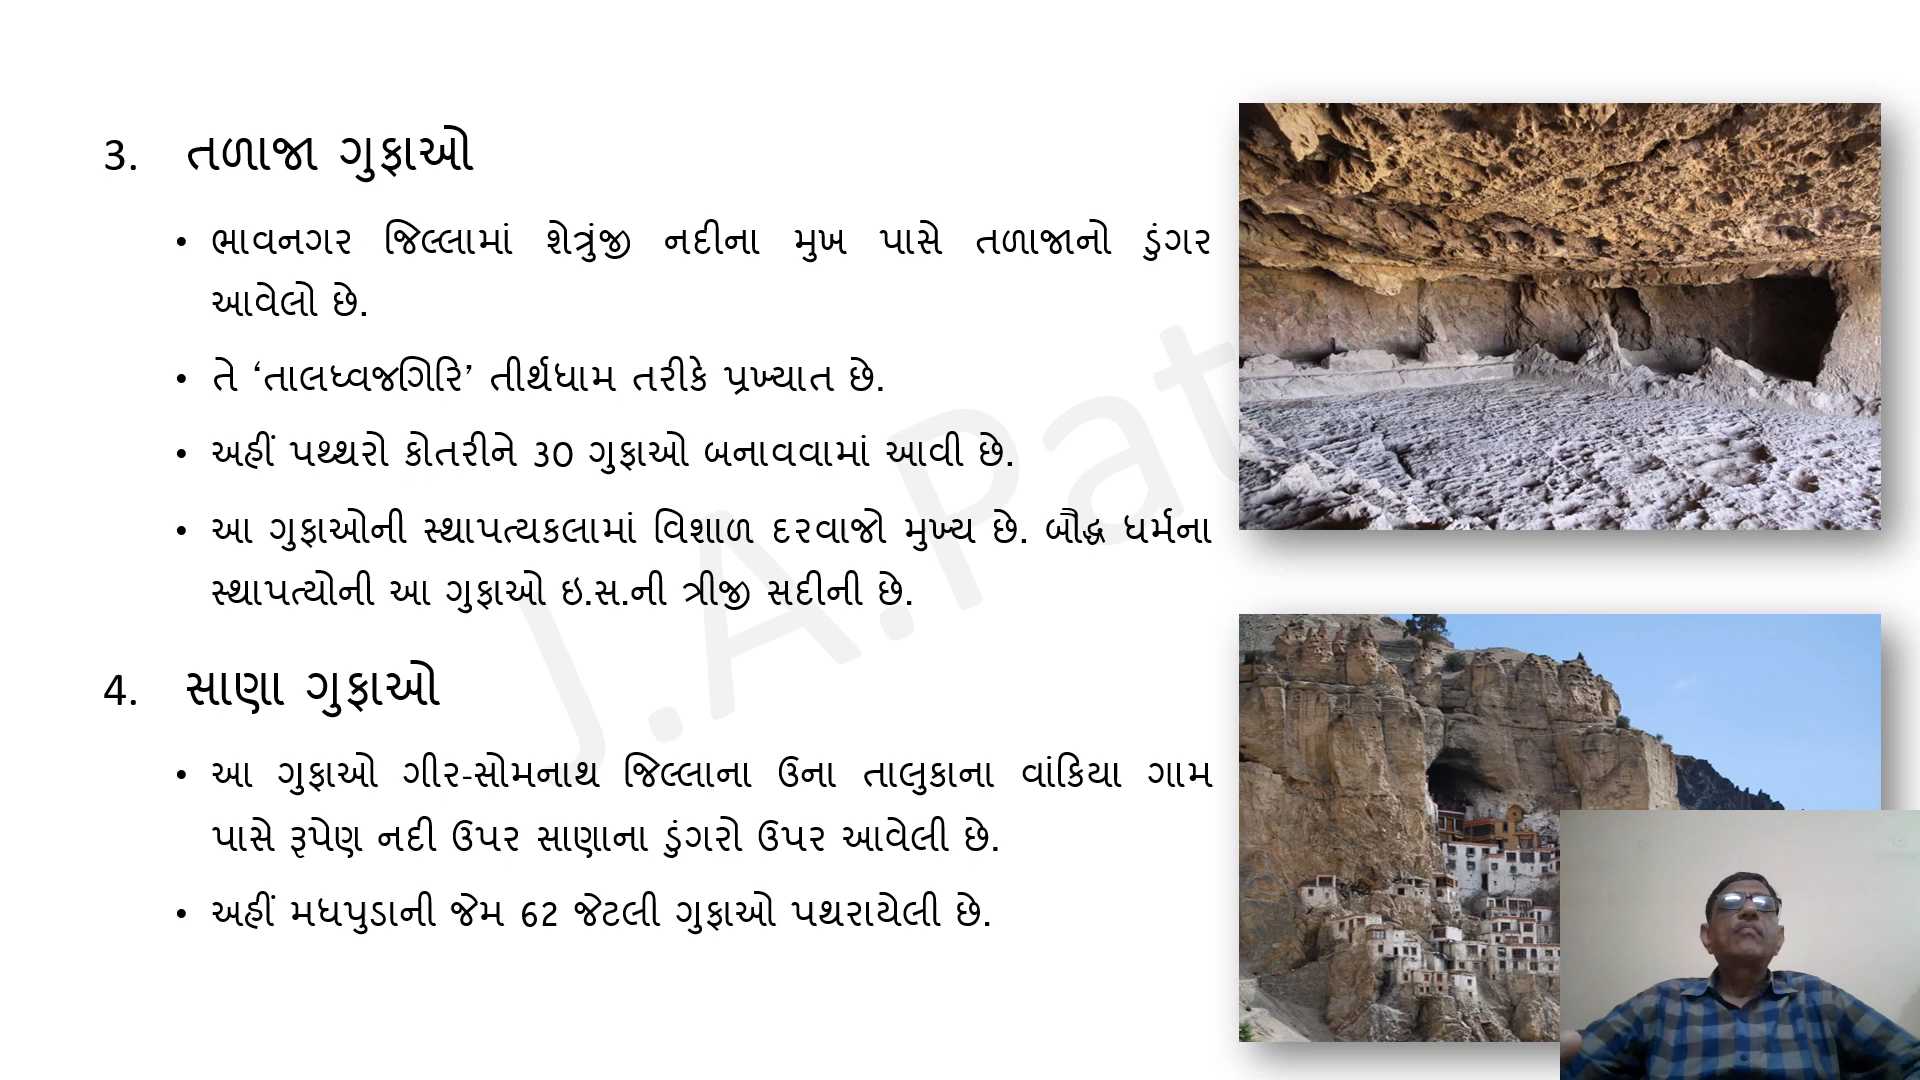 3. તળાજા ગુફાઓ
• ભાવનગર જિલ્લામાં શેત્રુંજી નદીના મુખ પાસે તળાજાનો ડુંગર
આવેલો છે.
• તે ‘તાલધ્વજગિરિ’ તીર્થધામ તરીકે પ્રખ્યાત છે.
• અહીં પથ્થરો કોતરીને 30 ગુફાઓ બનાવવામાં આવી છે.
• આ ગુફાઓની સ્થાપત્યકલામાં વિશાળ દરવાજો મુખ્ય છે. બૌદ્ધ ધર્મના
સ્થાપત્યોની આ ગુફાઓ ઇ.સ.ની ત્રીજી સદીની છે.
4. સાણા ગુફાઓ
• આ ગુફાઓ ગીર-સોમનાથ જિલ્લાના ઉના તાલુકાના વાંકિયા ગામ
પાસે રૂપેણ નદી ઉપર સાણાના ડુંગરો ઉપર આવેલી છે.
• અહીં મધપુડાની જેમ 62 જેટલી ગુફાઓ પથરાયેલી છે.
J.A.Pat